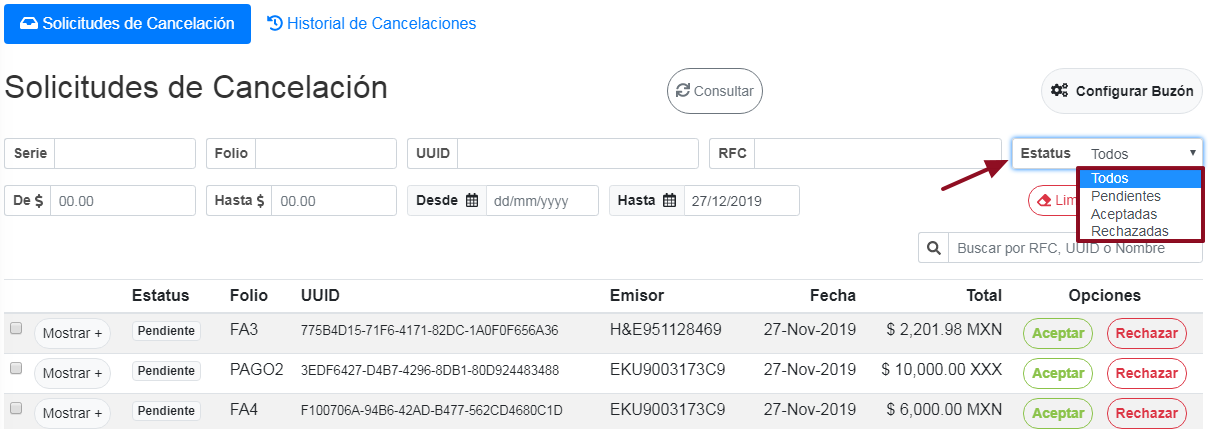 Solicitudes de Cancelación Historial de Cancelaciones
Solicitudes de Cancelación Consultar Configurar Buzón
Serie Folio UUID RFC Estatus Todos
Todos
Pendientes
Aceptadas
Rechazadas
De $ 00.00 Hasta $ 00.00 Desde dd/mm/yyyy Hasta 27/12/2019 Lim
Buscar por RFC, UUID o Nombre
Estatus Folio UUID Emisor Fecha Total Opciones
Mostrar + Pendiente FA3 775B4D15-71F6-4171-82DC-1A0F0F656A36 H&E951128469 27-Nov-2019 $ 2,201.98 MXN Aceptar Rechazar
Mostrar + Pendiente PAGO2 3EDF6427-D4B7-4296-8DB1-80D924483488 EKU9003173C9 27-Nov-2019 $ 10,000.00 XXX Aceptar Rechazar
Mostrar + Pendiente FA4 F100706A-94B6-42AD-B477-562CD4680C1D EKU9003173C9 27-Nov-2019 $ 6,000.00 MXN Aceptar Rechazar